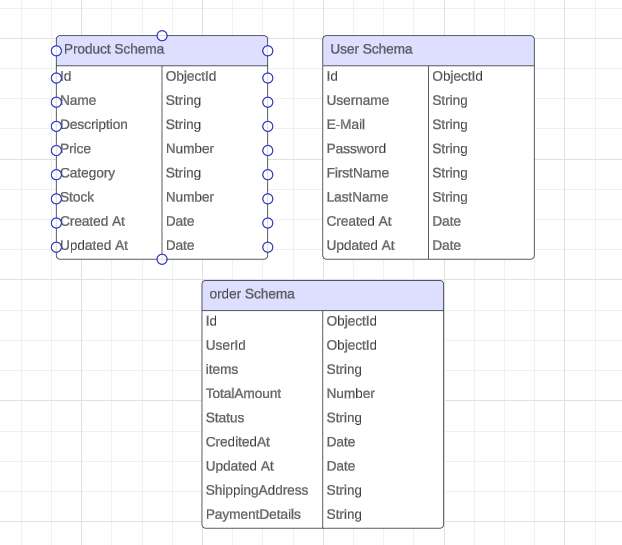 Product Schema
Id ObjectId
Name String
Description String
Price Number
Category String
Stock Number
Created At Date
Updated At Date
User Schema
Id ObjectId
Username String
E-Mail String
Password String
FirstName String
LastName String
Created At Date
Updated At Date
order Schema
Id ObjectId
UserId ObjectId
items String
TotalAmount Number
Status String
CreditedAt Date
Updated At Date
ShippingAddress String
PaymentDetails String